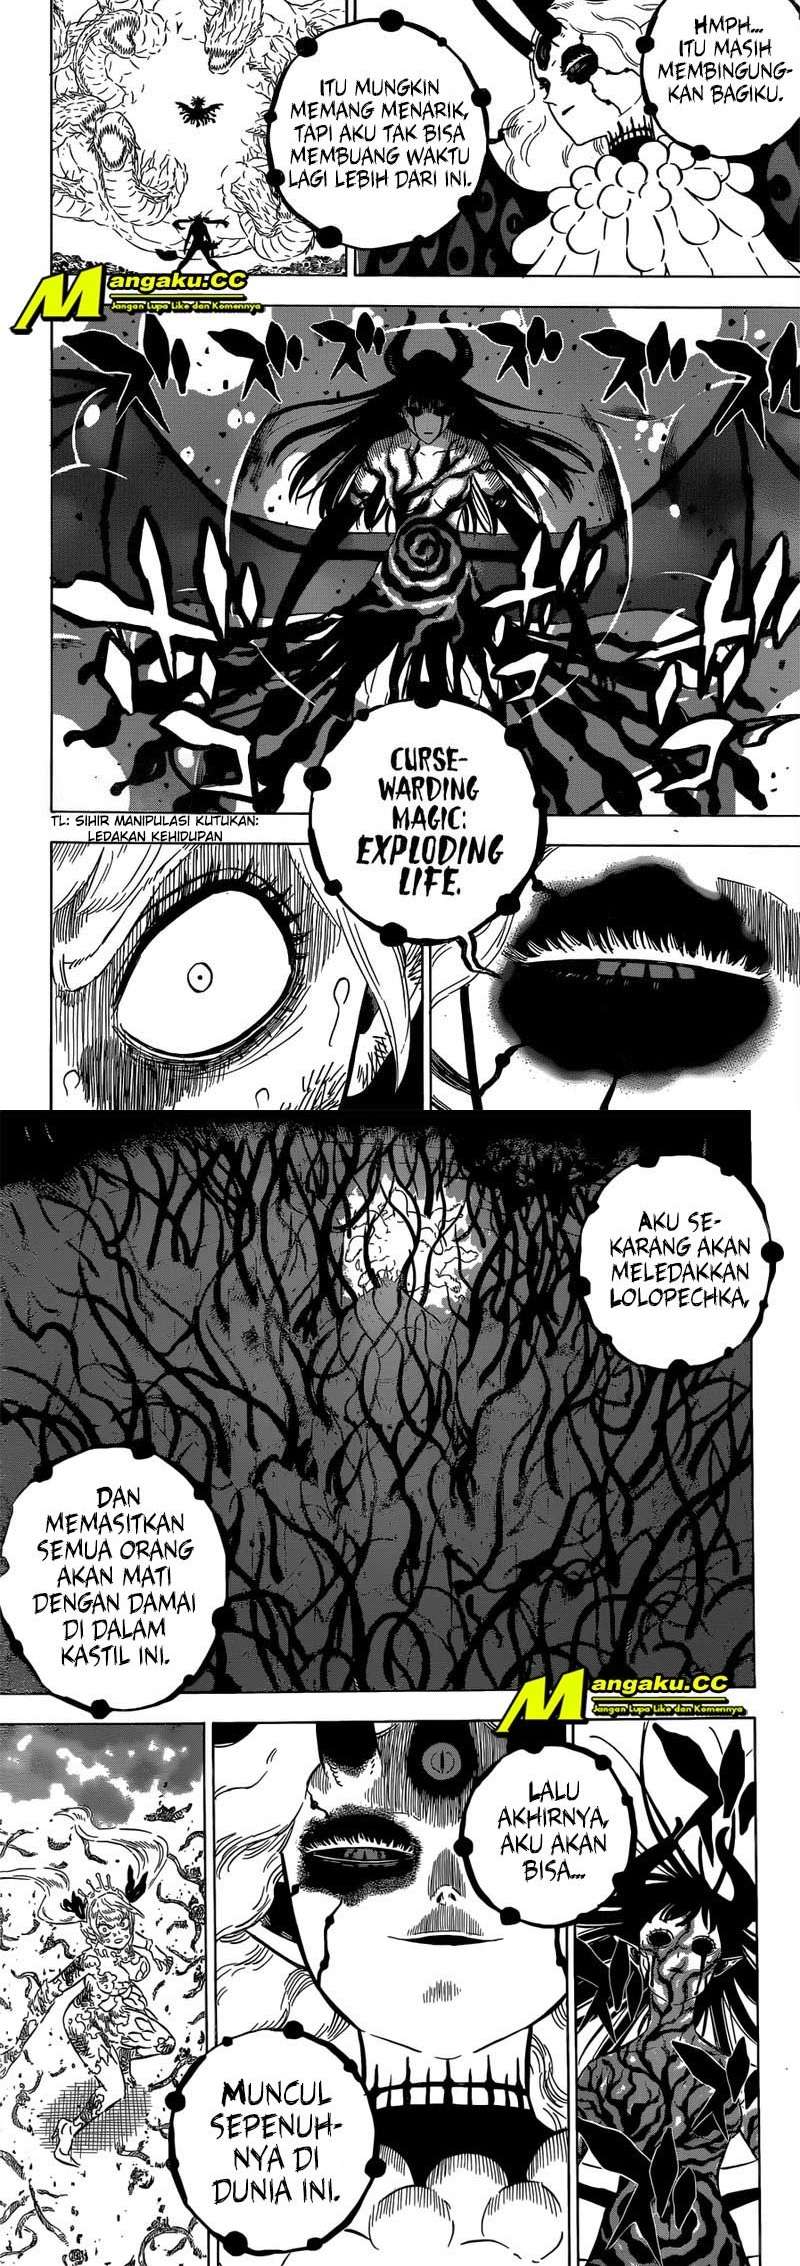 HMPH...
ITU MASIH
MEMBINGUNG-
KAN BAGIKU.
ITU MUNGKIN
MEMANG MENARIK,
TAPI AKU TAK BISA
MEMBUANG WAKTU
LAGI LEBIH DARI INI.
Mangaku.CC
Jangan Lupa Like dan Komennya
CURSE-
WARDING
MAGIC:
EXPLODING
LIFE.
TL: SIHIR MANIPULASI KUTUKAN:
LEDAKAN KEHIDUPAN
AKU SE-
KARANG AKAN
MELEDAKKAN
LOLOPECHKA,
DAN
MEMASITKAN
SEMUA ORANG
AKAN MATI
DENGAN DAMAI
DI DALAM
KASTIL INI.
Mangaku.CC
Jangan Lupa Like dan Komennya
LALU
AKHIRNYA,
AKU AKAN
BISA...
MUNCUL
SEPENUH-
NYA DI
DUNIA INI.